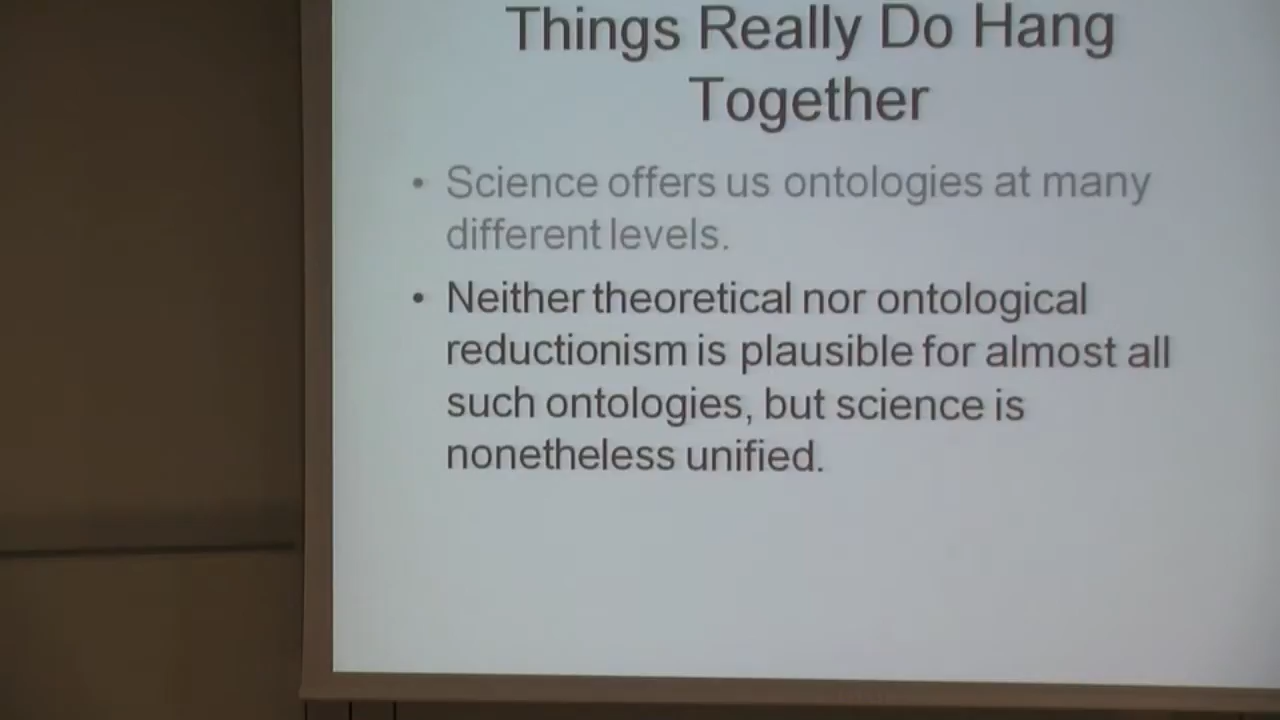 Things Really Do Hang
Together
• Science offers us ontologies at many
different levels.
• Neither theoretical nor ontological
reductionism is plausible for almost all
such ontologies, but science is
nonetheless unified.